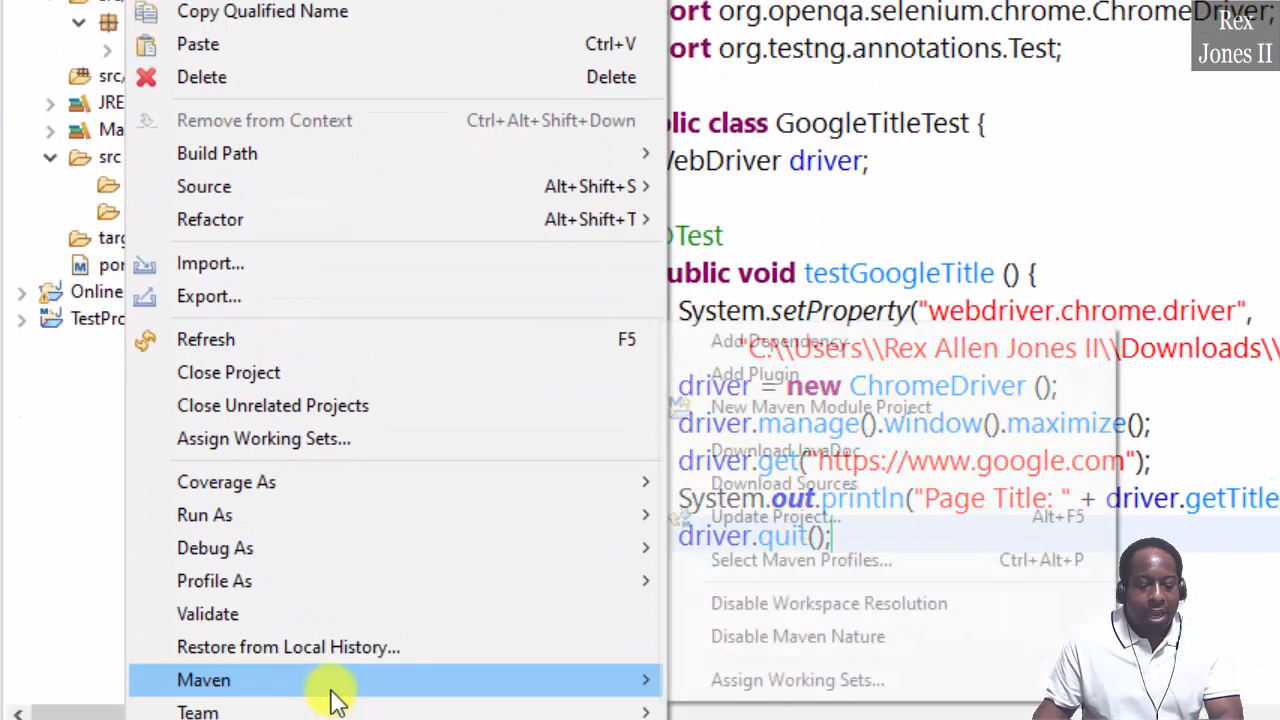 Copy Qualified Name
Paste Ctrl+V
Delete Delete
Remove from Context Ctrl+Alt+Shift+Down
Build Path
Source Alt+Shift+S
Refactor Alt+Shift+T
Import...
Export...
Refresh F5
Close Project
Close Unrelated Projects
Assign Working Sets...
Coverage As
Run As
Debug As
Profile As
Validate
Restore from Local History...
Maven
Team
src/
JRE
Ma
src
targ
por
Online
TestPro
ort org.openqa.selenium.chrome.ChromeDriver;
ort org.testng.annotations.Test;
lic class GoogleTitleTest {
WebDriver driver;
@Test
ublic void testGoogleTitle () {
System.setProperty("webdriver.chrome.driver",
"C:\\Users\\Rex Allen Jones II\\Downloads\\
driver = new ChromeDriver ();
driver.manage().window().maximize();
driver.get("https://www.google.com");
System.out.println("Page Title: " + driver.getTitle
driver.quit();
Add Dependency
Add Plugin
New Maven Module Project
Download JavaDoc
Download Sources
Update Project... Alt+F5
Select Maven Profiles... Ctrl+Alt+P
Disable Workspace Resolution
Disable Maven Nature
Assign Working Sets...
Rex
Jones II